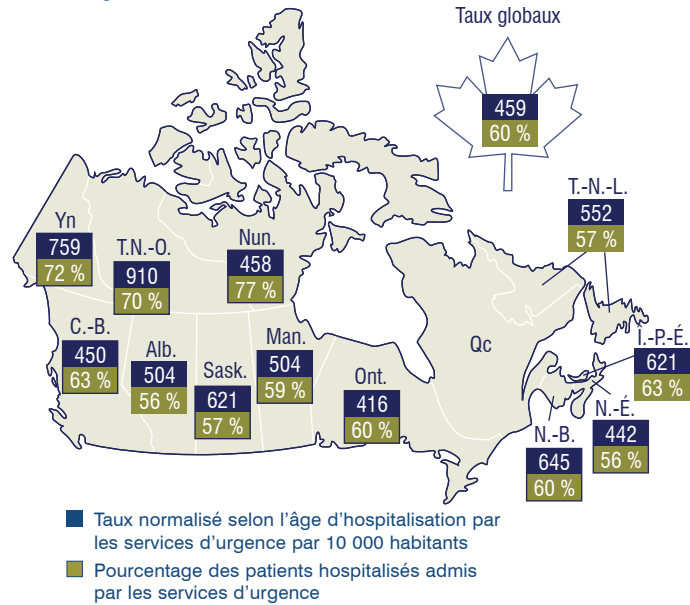 Taux globaux
459
60 %
T.-N.-L.
552
57 %
Yn
759
72 %
T.N.-O.
910
70 %
Nun.
458
77 %
C.-B.
450
63 %
Alb.
504
56 %
Sask.
621
57 %
Man.
504
59 %
Ont.
416
60 %
Qc
Î.-P.-É.
621
63 %
N.-É.
442
56 %
N.-B.
645
60 %
Taux normalisé selon l’âge d’hospitalisation par
les services d’urgence par 10 000 habitants
Pourcentage des patients hospitalisés admis
par les services d’urgence